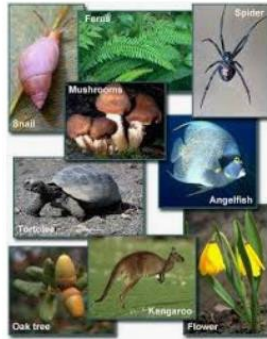 Ferns
Spider
Mushrooms
Snail
Angelfish
Tortoise
Kangaroo
Oak tree
Flower